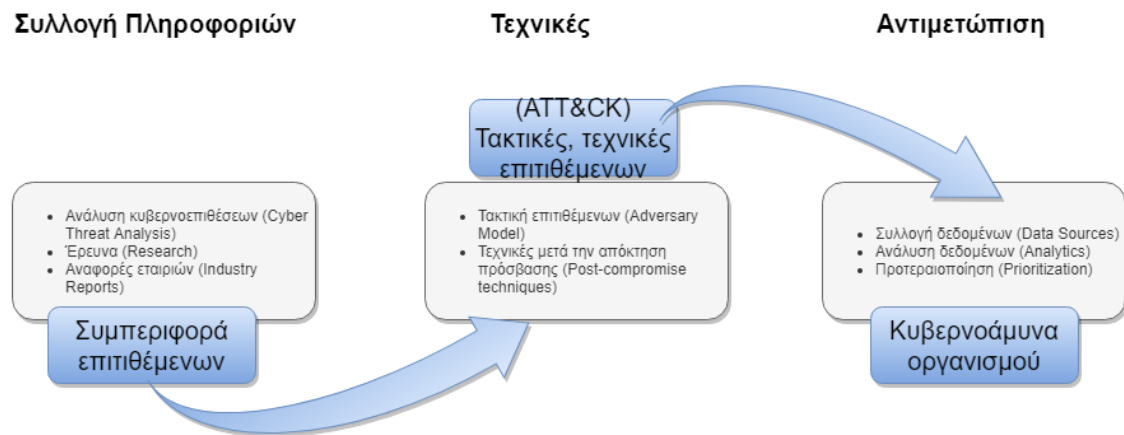 Συλλογή Πληροφοριών
Τεχνικές
Αντιμετώπιση
• Ανάλυση κυβερνοεπιθέσεων (Cyber
Threat Analysis)
• Έρευνα (Research)
• Αναφορές εταιριών (Industry
Reports)
Συμπεριφορά
επιτιθέμενων
(ATT&CK)
Τακτικές, τεχνικές
επιτιθέμενων
• Τακτική επιτιθέμενων (Adversary
Model)
• Τεχνικές μετά την απόκτηση
πρόσβασης (Post-compromise
techniques)
• Συλλογή δεδομένων (Data Sources)
• Ανάλυση δεδομένων (Analytics)
• Προτεραιοποίηση (Prioritization)
Κυβερνοάμυνα
οργανισμού